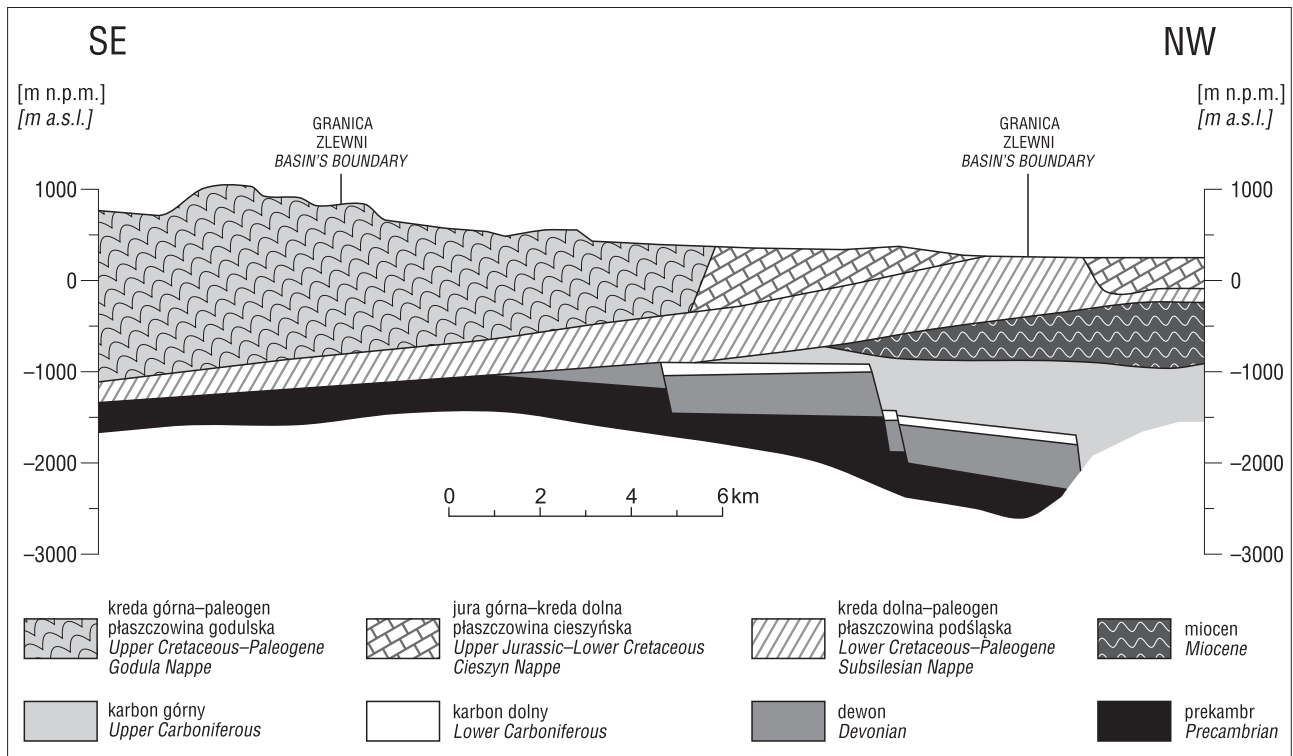 SE
NW
[m n.p.m.]
[m a.s.l.]
[m n.p.m.]
[m a.s.l.]
GRANICA
ZLEWNI
BASIN'S BOUNDARY
GRANICA
ZLEWNI
BASIN'S BOUNDARY
1000
0
–1000
–2000
–3000
1000
0
–1000
–2000
–3000
0 2 4 6 km
kreda górna–paleogen
płaszczowina godulska
Upper Cretaceous–Paleogene
Godula Nappe
jura górna–kreda dolna
płaszczowina cieszyńska
Upper Jurassic–Lower Cretaceous
Cieszyn Nappe
kreda dolna–paleogen
płaszczowina podśląska
Lower Cretaceous–Paleogene
Subsilesian Nappe
miocen
Miocene
karbon górny
Upper Carboniferous
karbon dolny
Lower Carboniferous
dewon
Devonian
prekambr
Precambrian